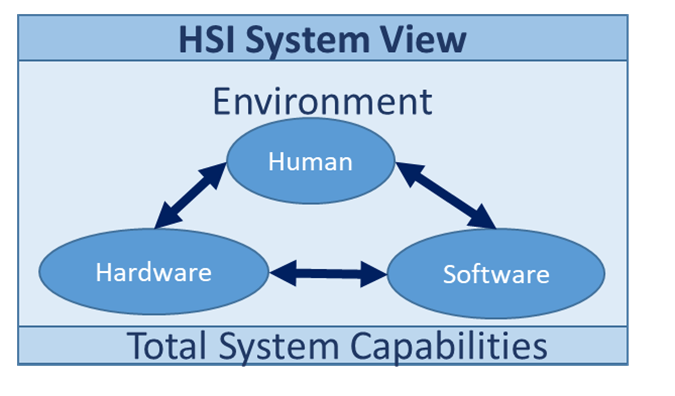 HSI System View
Environment
Human
Hardware
Software
Total System Capabilities